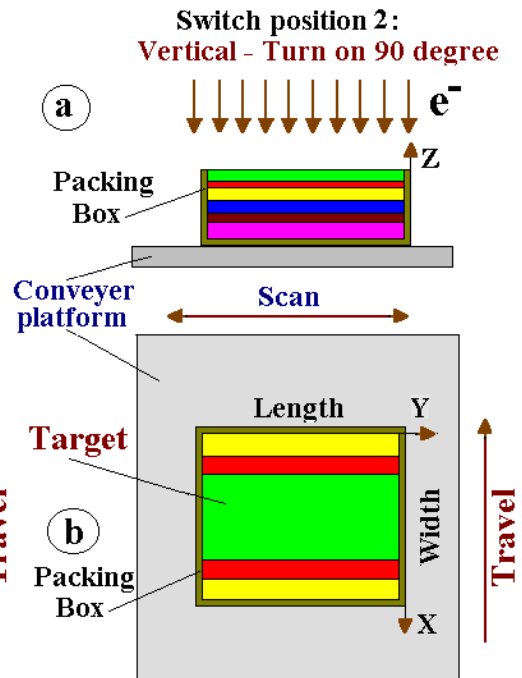 Switch position 2:
Vertical - Turn on 90 degree
a
e-
Z
Packing
Box
Conveyer
platform
Scan
Length
Y
Target
Width
Travel
Travel
b
Packing
Box
X